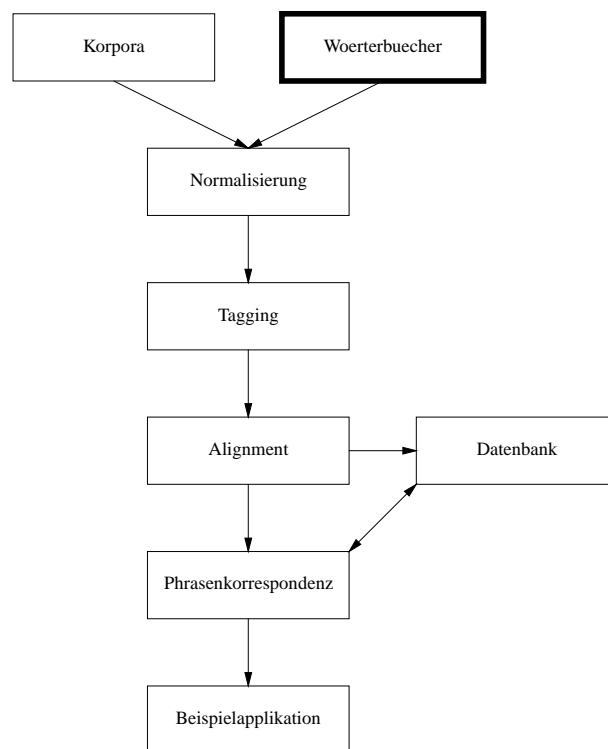 Korpora
Woerterbuecher
Normalisierung
Tagging
Alignment
Datenbank
Phrasenkorrespondenz
Beispielapplikation